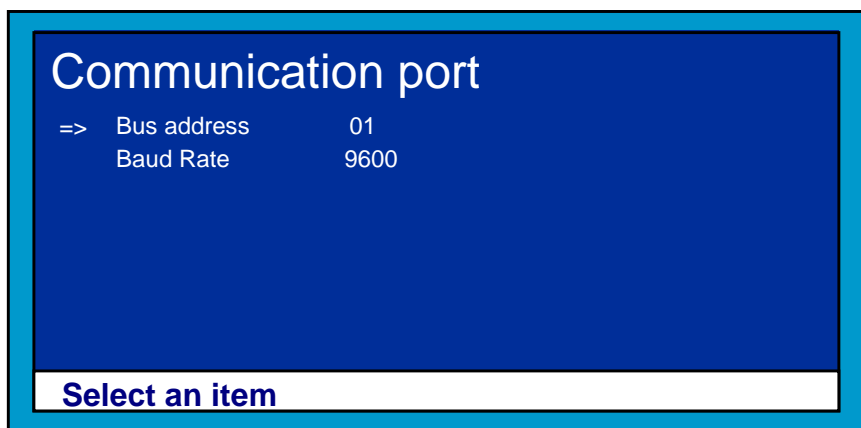 Communication port
=> Bus address 01
Baud Rate 9600
Select an item